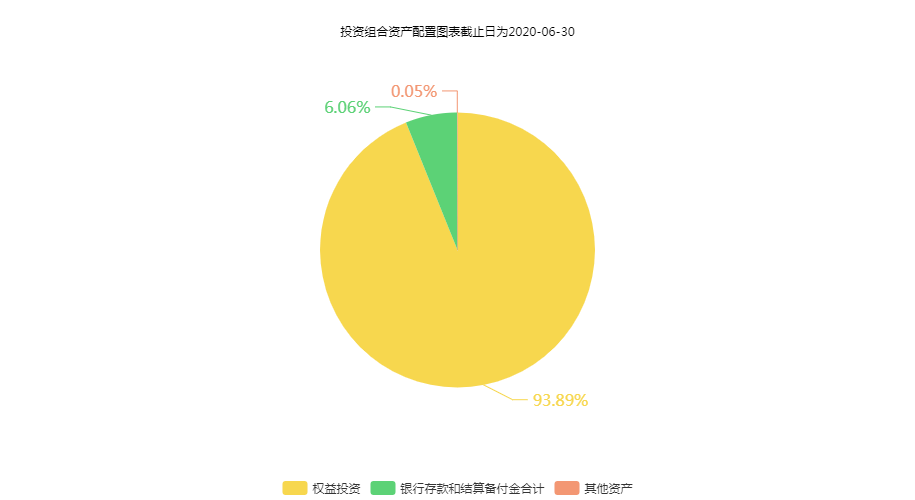 投资组合资产配置图表截止日为2020-06-30
0.05%
6.06%
93.89%
权益投资 银行存款和结算备付金合计 其他资产